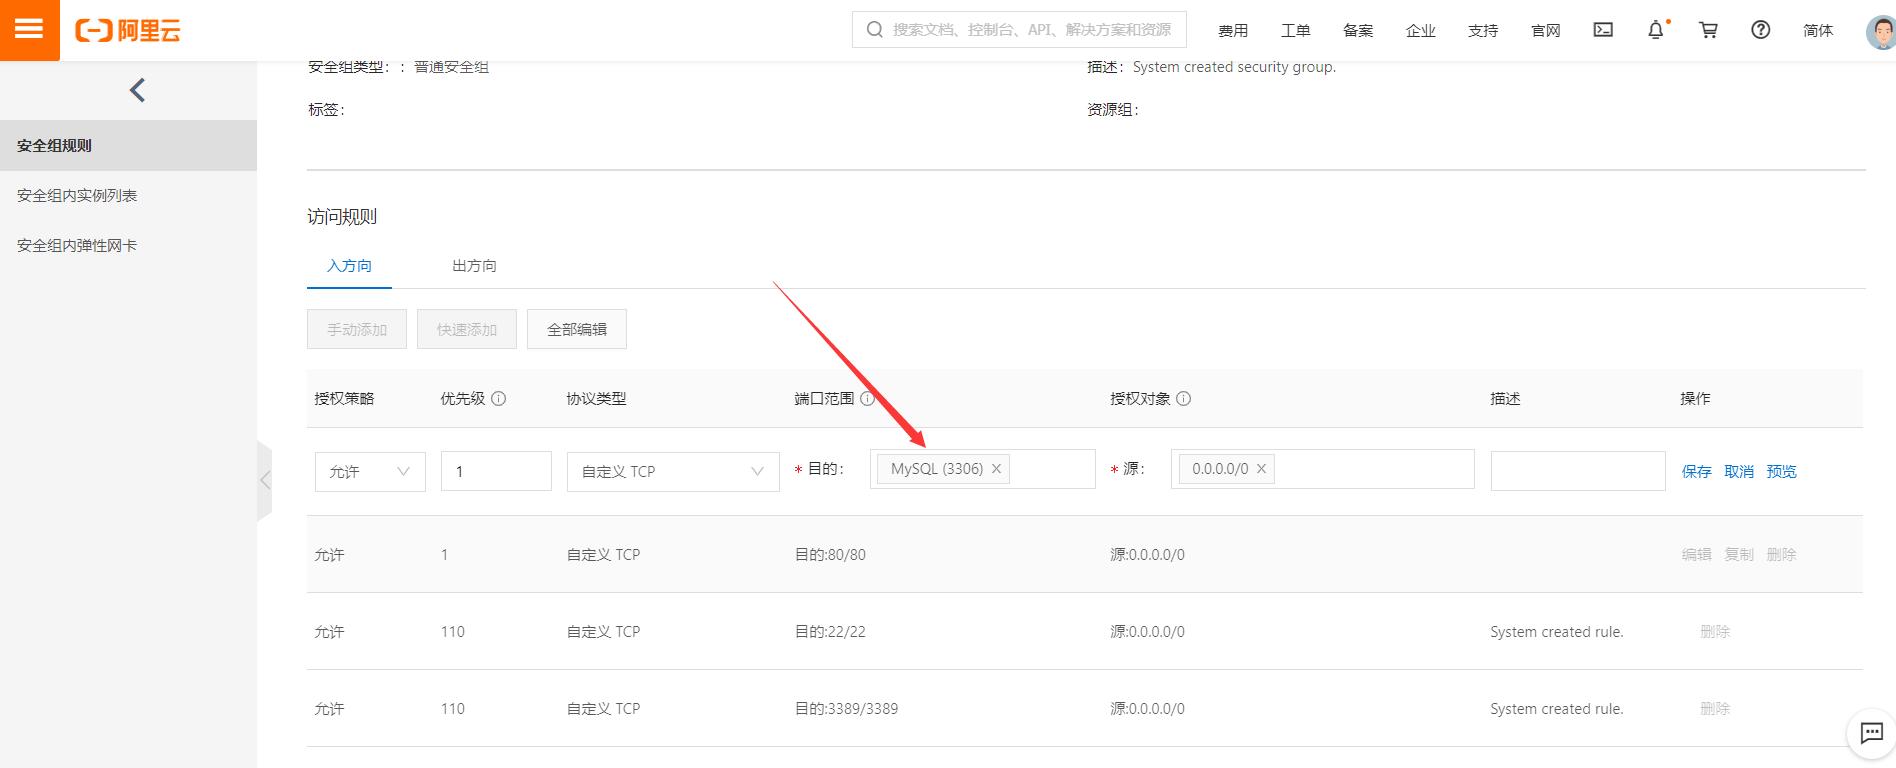 阿里云
搜索文档、控制台、API、解决方案和资源
费用 工单 备案 企业 支持 官网 简体
安全组类型： : 普通安全组 描述： System created security group.
标签： 资源组：
安全组规则
安全组内实例列表
安全组内弹性网卡
访问规则
入方向 出方向
手动添加 快速添加 全部编辑
授权策略 优先级 协议类型 端口范围 授权对象 描述 操作
允许 1 自定义 TCP * 目的： MySQL (3306) × * 源： 0.0.0.0/0 × 保存 取消 预览
允许 1 自定义 TCP 目的:80/80 源:0.0.0.0/0 编辑 复制 删除
允许 110 自定义 TCP 目的:22/22 源:0.0.0.0/0 System created rule. 删除
允许 110 自定义 TCP 目的:3389/3389 源:0.0.0.0/0 System created rule. 删除